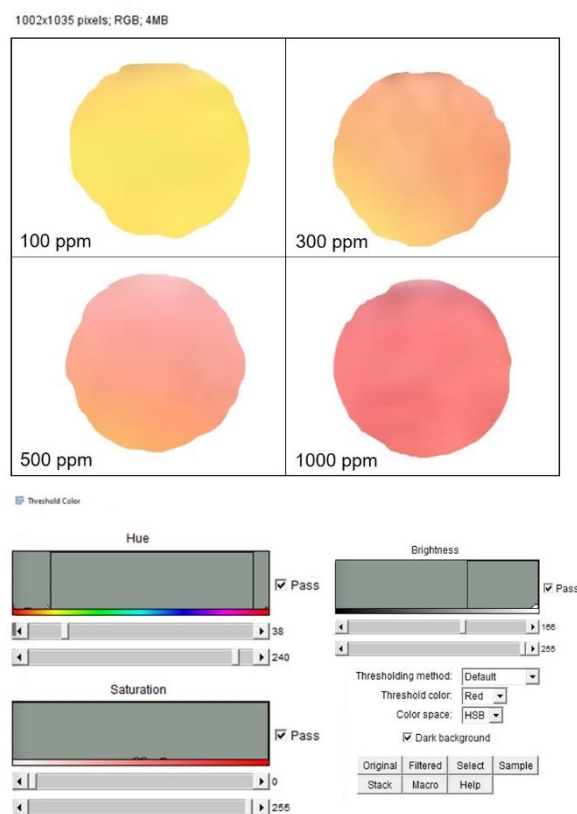 1002x1035 pixels; RGB; 4MB
100 ppm
300 ppm
500 ppm
1000 ppm
Threshold Color
Hue
Pass
38
240
Saturation
Pass
0
255
Brightness
Pass
166
255
Thresholding method: Default
Threshold color: Red
Color space: HSB
Dark background
Original Filtered Select Sample
Stack Macro Help